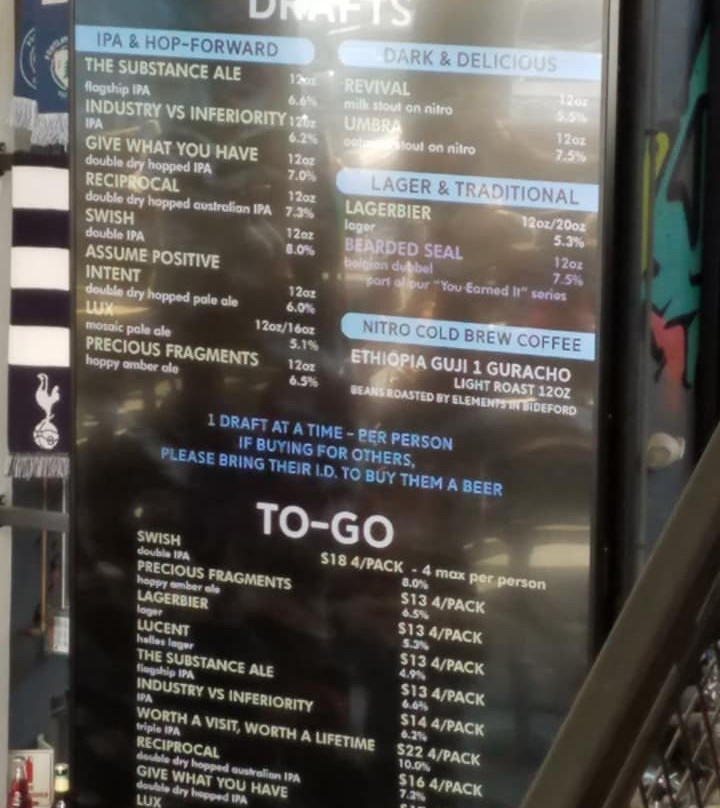 DRAFTS
IPA & HOP-FORWARD
THE SUBSTANCE ALE 12oz
flagship IPA 6.6%
INDUSTRY VS INFERIORITY 12oz
IPA 6.2%
GIVE WHAT YOU HAVE 12oz
double dry hopped IPA 7.0%
RECIPROCAL 12oz
double dry hopped australian IPA 7.3%
SWISH 12oz
double IPA 8.0%
ASSUME POSITIVE
INTENT 12oz
double dry hopped pale ale 6.0%
LUX 12oz/16oz
mosaic pale ale 5.1%
PRECIOUS FRAGMENTS 12oz
hoppy amber ale 6.5%
DARK & DELICIOUS
REVIVAL 12oz
milk stout on nitro 5.5%
UMBRA 12oz
stout on nitro 7.5%
LAGER & TRADITIONAL
LAGERBIER 12oz/20oz
lager 5.3%
BEARDED SEAL 12oz
belgian dubbel 7.5%
part of our "You Earned It" series
NITRO COLD BREW COFFEE
ETHIOPIA GUJI 1 GURACHO
LIGHT ROAST 12OZ
BEANS ROASTED BY ELEMENTS IN BIDEFORD
1 DRAFT AT A TIME - PER PERSON
IF BUYING FOR OTHERS,
PLEASE BRING THEIR I.D. TO BUY THEM A BEER
TO-GO
SWISH $18 4/PACK - 4 max per person
double IPA 8.0%
PRECIOUS FRAGMENTS $13 4/PACK
hoppy amber ale 6.5%
LAGERBIER $13 4/PACK
lager 5.3%
LUCENT $13 4/PACK
helles lager 4.9%
THE SUBSTANCE ALE $13 4/PACK
flagship IPA 6.6%
INDUSTRY VS INFERIORITY $14 4/PACK
IPA 6.2%
WORTH A VISIT, WORTH A LIFETIME $22 4/PACK
triple IPA 10.0%
RECIPROCAL $16 4/PACK
double dry hopped australian IPA 7.3%
GIVE WHAT YOU HAVE
double dry hopped IPA
LUX